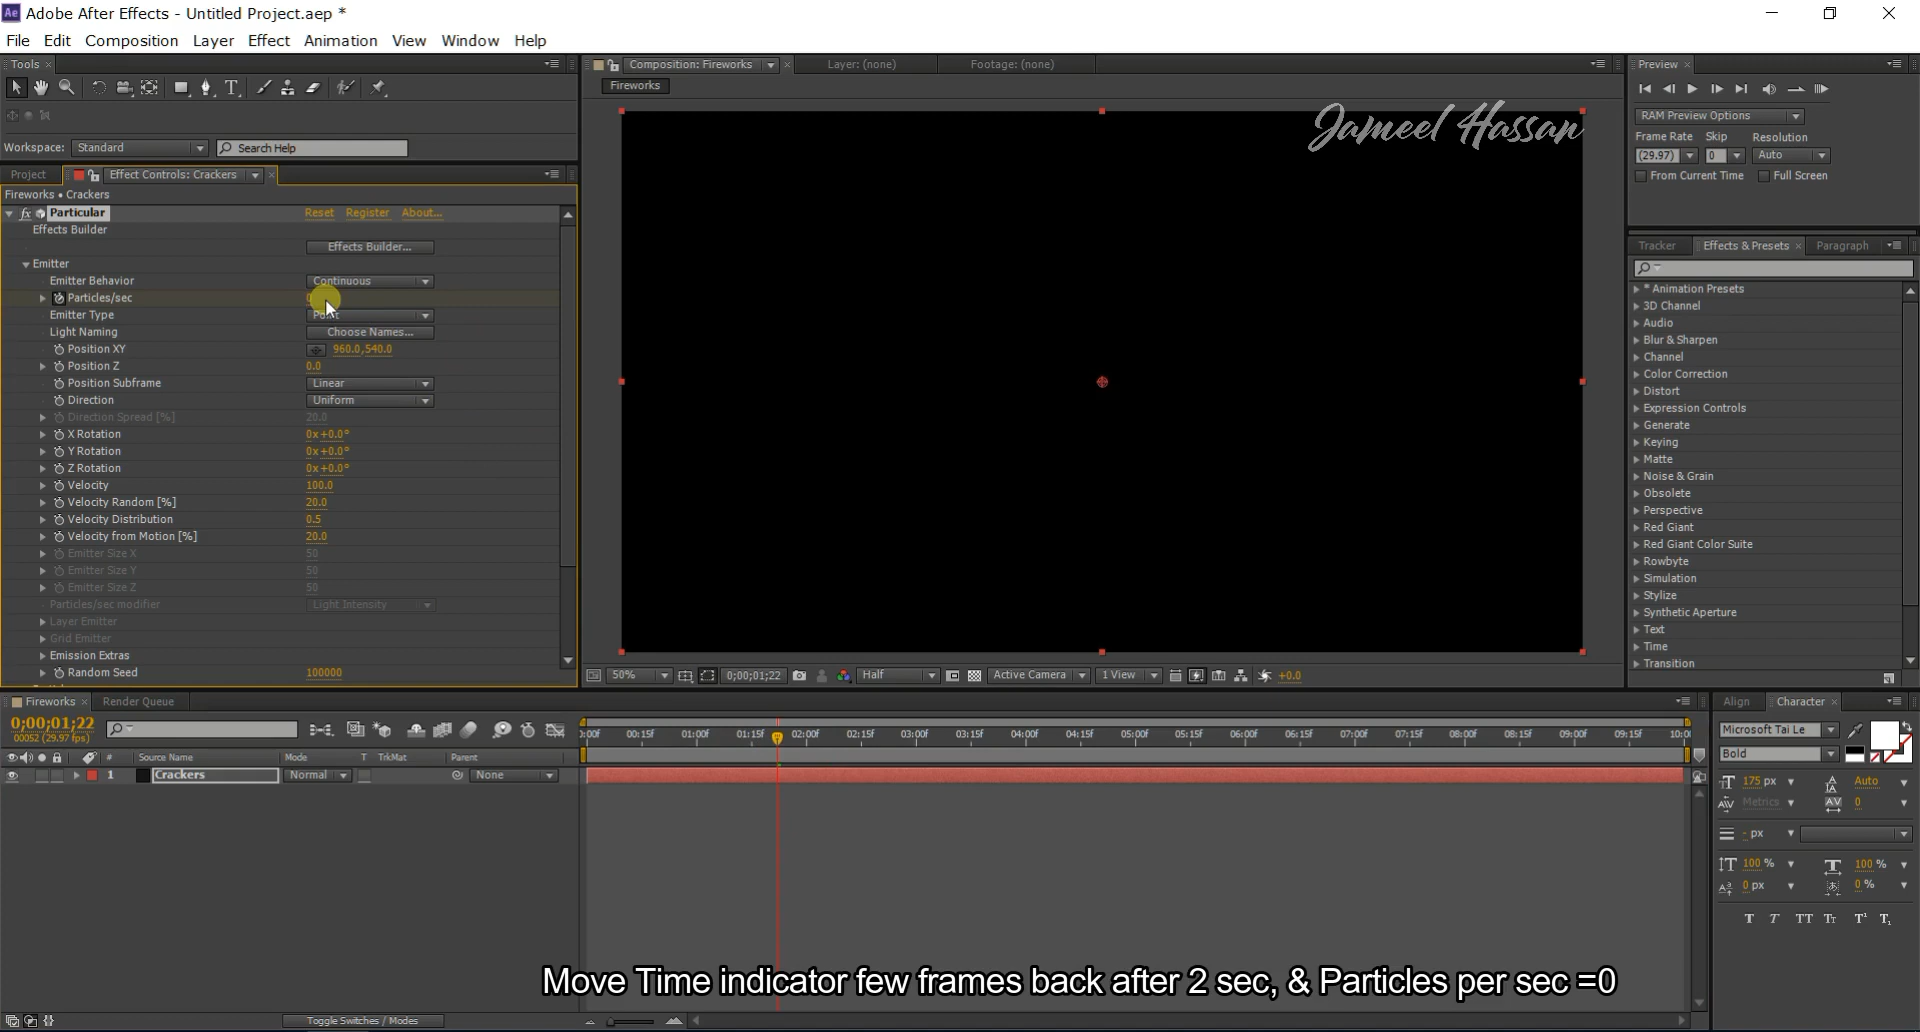 Adobe After Effects - Untitled Project.aep *
File Edit Composition Layer Effect Animation View Window Help
Tools
Workspace: Standard Search Help
Project Effect Controls: Crackers
Fireworks • Crackers
Particular Reset Register About...
Effects Builder
Effects Builder...
Emitter
Emitter Behavior Continuous
Particles/sec
Emitter Type Point
Light Naming Choose Names...
Position XY 960.0,540.0
Position Z 0.0
Position Subframe Linear
Direction Uniform
Direction Spread [%] 20.0
X Rotation 0x+0.0°
Y Rotation 0x+0.0°
Z Rotation 0x+0.0°
Velocity 100.0
Velocity Random [%] 20.0
Velocity Distribution 0.5
Velocity from Motion [%] 20.0
Emitter Size X 50
Emitter Size Y 50
Emitter Size Z 50
Particles/sec modifier Light Intensity
Layer Emitter
Grid Emitter
Emission Extras
Random Seed 100000
Composition: Fireworks Layer: (none) Footage: (none)
Fireworks
Jameel Hassan
50% 0;00;01;22 Half Active Camera 1 View +0.0
Preview
RAM Preview Options
Frame Rate Skip Resolution
(29.97) 0 Auto
From Current Time Full Screen
Tracker Effects & Presets Paragraph
* Animation Presets
3D Channel
Audio
Blur & Sharpen
Channel
Color Correction
Distort
Expression Controls
Generate
Keying
Matte
Noise & Grain
Obsolete
Perspective
Red Giant
Red Giant Color Suite
Rowbyte
Simulation
Stylize
Synthetic Aperture
Text
Time
Transition
Fireworks Render Queue
0;00;01;22
00052 (29.97 fps)
# Source Name Mode T TrkMat Parent
1 Crackers Normal None
:00f 00:15f 01:00f 01:15f 02:00f 02:15f 03:00f 03:15f 04:00f 04:15f 05:00f 05:15f 06:00f 06:15f 07:00f 07:15f 08:00f 08:15f 09:00f 09:15f 10:0
Toggle Switches / Modes
Align Character
Microsoft Tai Le
Bold
175 px Auto
Metrics 0
- px
100 % 100 %
0 px 0 %
T T TT Tr T¹ T₁
Move Time indicator few frames back after 2 sec, & Particles per sec =0